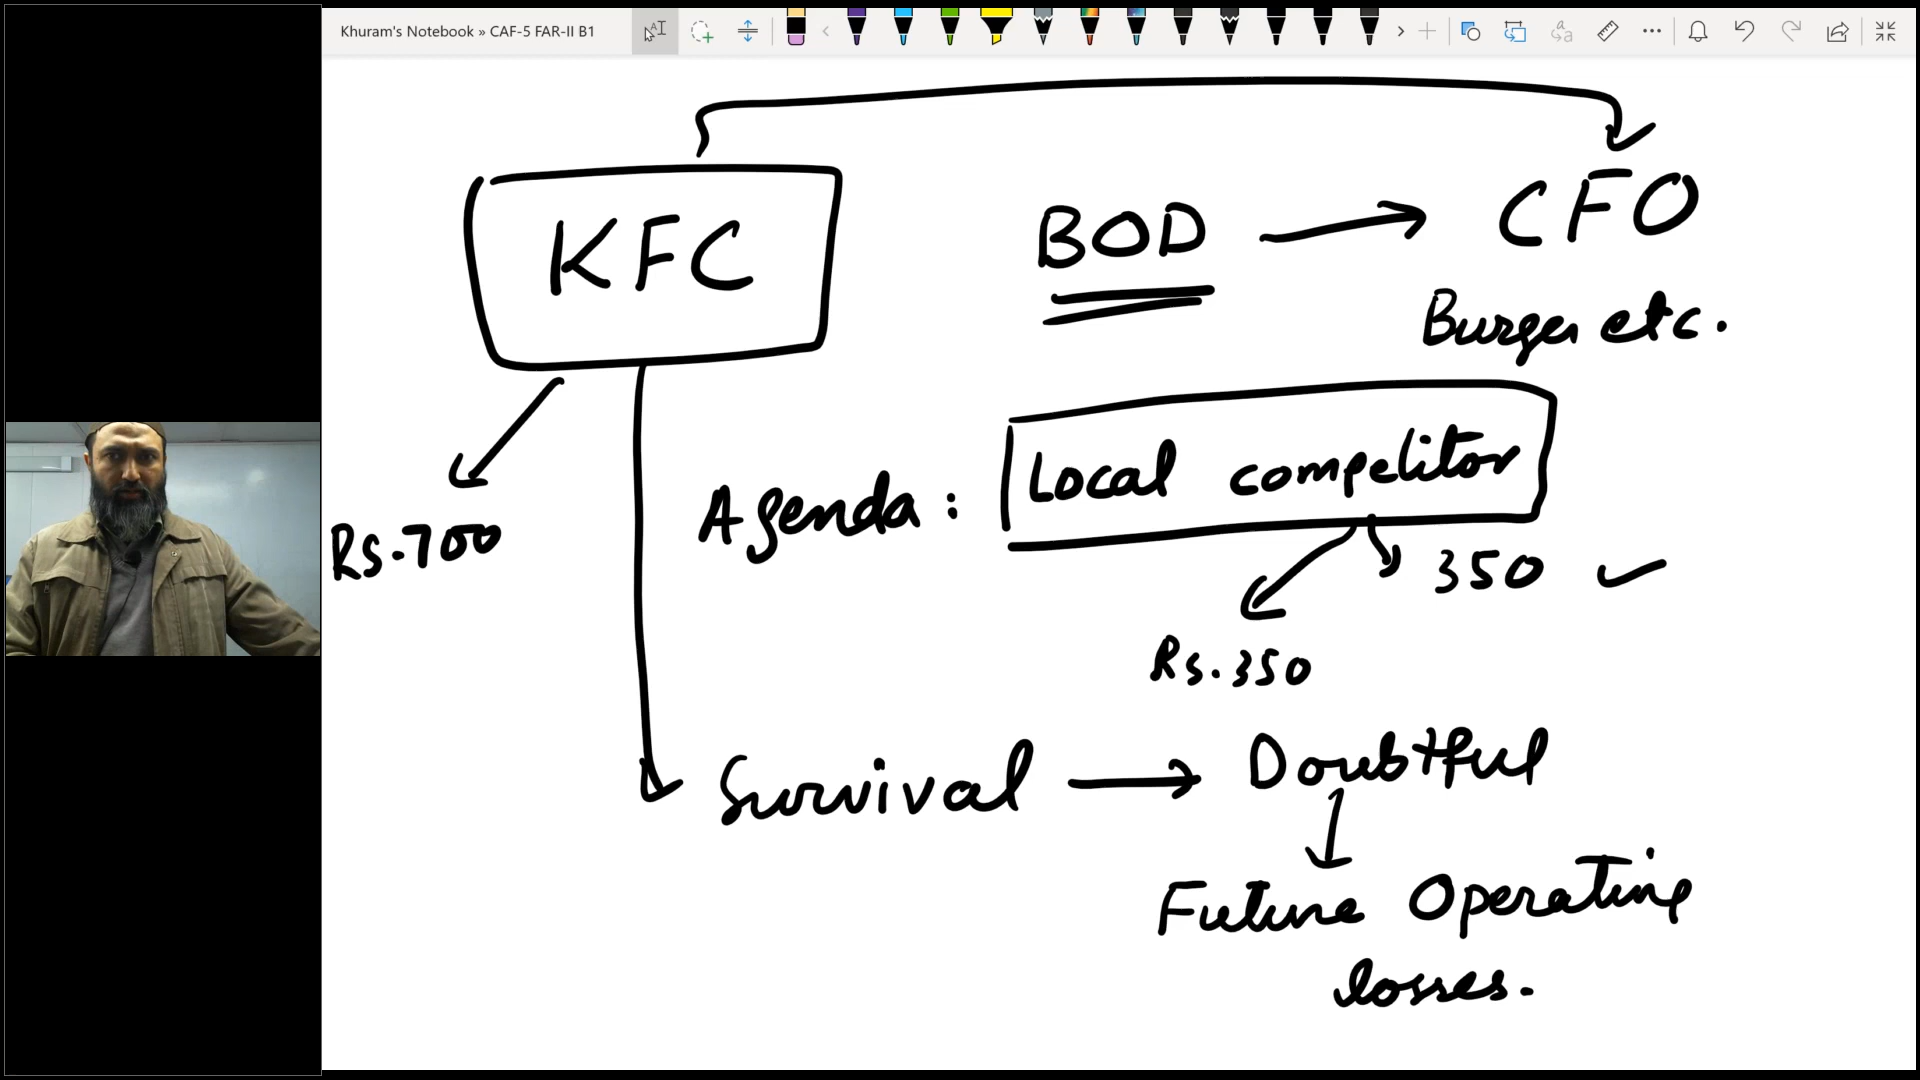 Khuram's Notebook » CAF-5 FAR-II B1
KFC
BOD → CFO
Burger etc.
Agenda : Local competitor
Rs.700
350 ✓
Rs.350
Survival → Doubtful
Future Operating
losses.